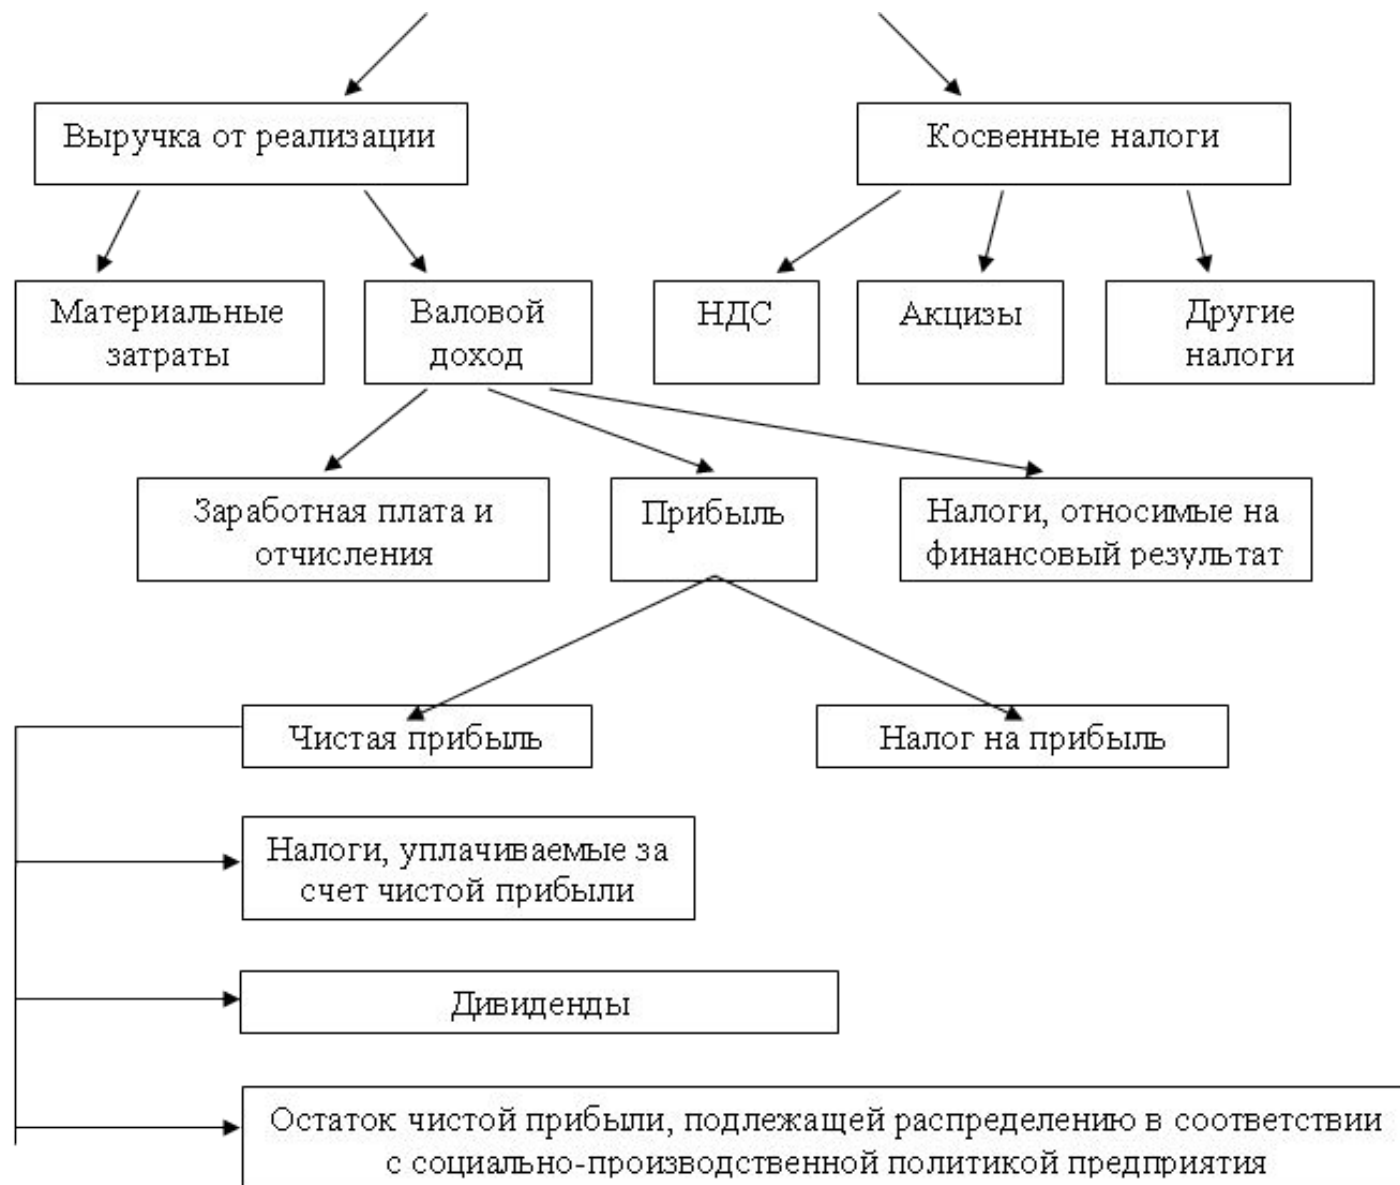 Выручка от реализации
Косвенные налоги
Материальные
затраты
Валовой
доход
НДС
Акцизы
Другие
налоги
Заработная плата и
отчисления
Прибыль
Налоги, относимые на
финансовый результат
Чистая прибыль
Налог на прибыль
Налоги, уплачиваемые за
счет чистой прибыли
Дивиденды
Остаток чистой прибыли, подлежащей распределению в соответствии
с социально-производственной политикой предприятия